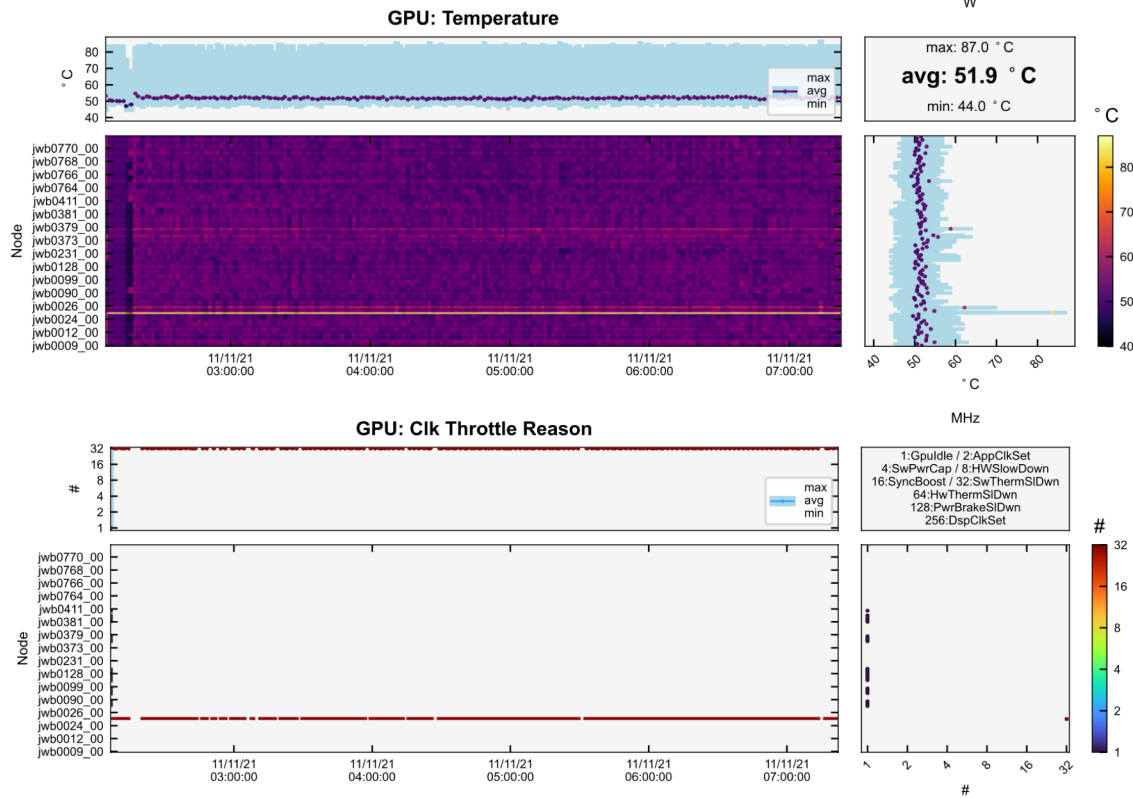 W
GPU: Temperature
80
70
60
50
40
°C
max
avg
min
max: 87.0 °C
avg: 51.9 °C
min: 44.0 °C
°C
jwb0770_00
jwb0768_00
jwb0766_00
jwb0764_00
jwb0411_00
jwb0381_00
jwb0379_00
jwb0373_00
jwb0231_00
jwb0128_00
jwb0099_00
jwb0090_00
jwb0026_00
jwb0024_00
jwb0012_00
jwb0009_00
Node
11/11/21 11/11/21 11/11/21 11/11/21 11/11/21
03:00:00 04:00:00 05:00:00 06:00:00 07:00:00
40 50 60 70 80
°C
80
70
60
50
40
MHz
GPU: Clk Throttle Reason
32
16
8
4
2
1
#
max
avg
min
1:GpuIdle / 2:AppClkSet
4:SwPwrCap / 8:HWSlowDown
16:SyncBoost / 32:SwThermSlDwn
64:HwThermSlDwn
128:PwrBrakeSlDwn
256:DspClkSet
#
jwb0770_00
jwb0768_00
jwb0766_00
jwb0764_00
jwb0411_00
jwb0381_00
jwb0379_00
jwb0373_00
jwb0231_00
jwb0128_00
jwb0099_00
jwb0090_00
jwb0026_00
jwb0024_00
jwb0012_00
jwb0009_00
Node
11/11/21 11/11/21 11/11/21 11/11/21 11/11/21
03:00:00 04:00:00 05:00:00 06:00:00 07:00:00
1 2 4 8 16 32
#
32
16
8
4
2
1